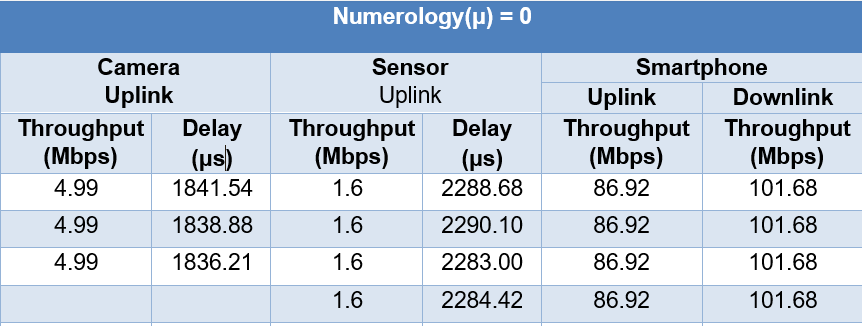 Numerology(µ) = 0
Camera Sensor Smartphone
Uplink Uplink Uplink Downlink
Throughput Delay Throughput Delay Throughput Throughput
(Mbps) (µs) (Mbps) (µs) (Mbps) (Mbps)
4.99 1841.54 1.6 2288.68 86.92 101.68
4.99 1838.88 1.6 2290.10 86.92 101.68
4.99 1836.21 1.6 2283.00 86.92 101.68
1.6 2284.42 86.92 101.68